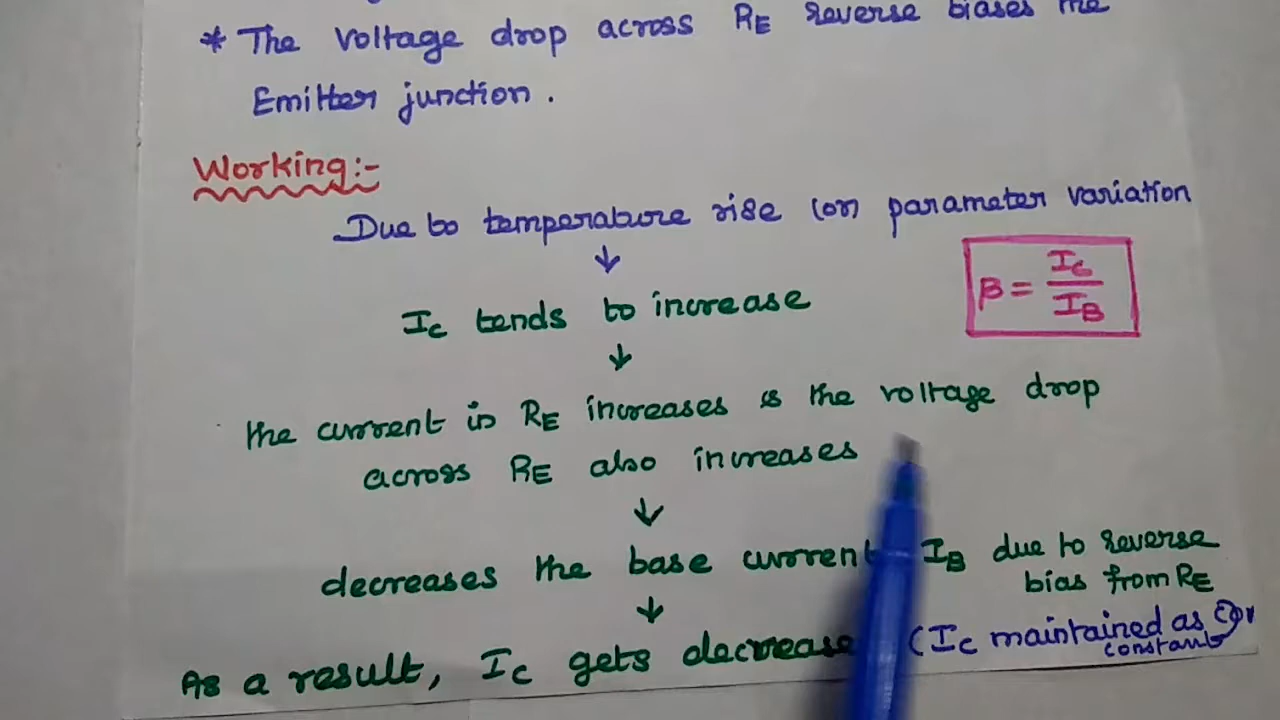 * The voltage drop across RE reverse biases the
Emitter junction.
Working:-
Due to temperature rise (or) parameter variation
↓
IC tends to increase
β = IC / IB
↓
the current in RE increases & the voltage drop
across RE also increases
↓
decreases the base current IB due to reverse
bias from RE
↓
As a result, IC gets decrease (IC maintained as
constant